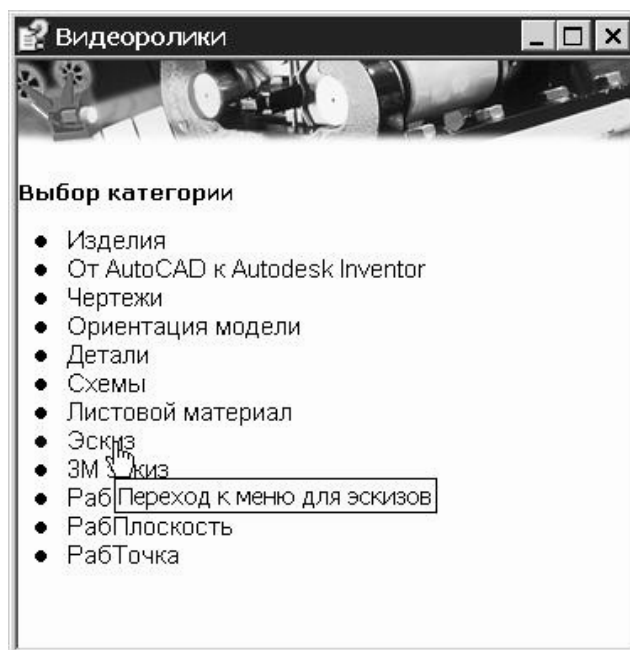 Видеоролики
Выбор категории
Изделия
От AutoCAD к Autodesk Inventor
Чертежи
Ориентация модели
Детали
Схемы
Листовой материал
Эскиз
3М Эскиз
Раб
Переход к меню для эскизов
РабПлоскость
РабТочка